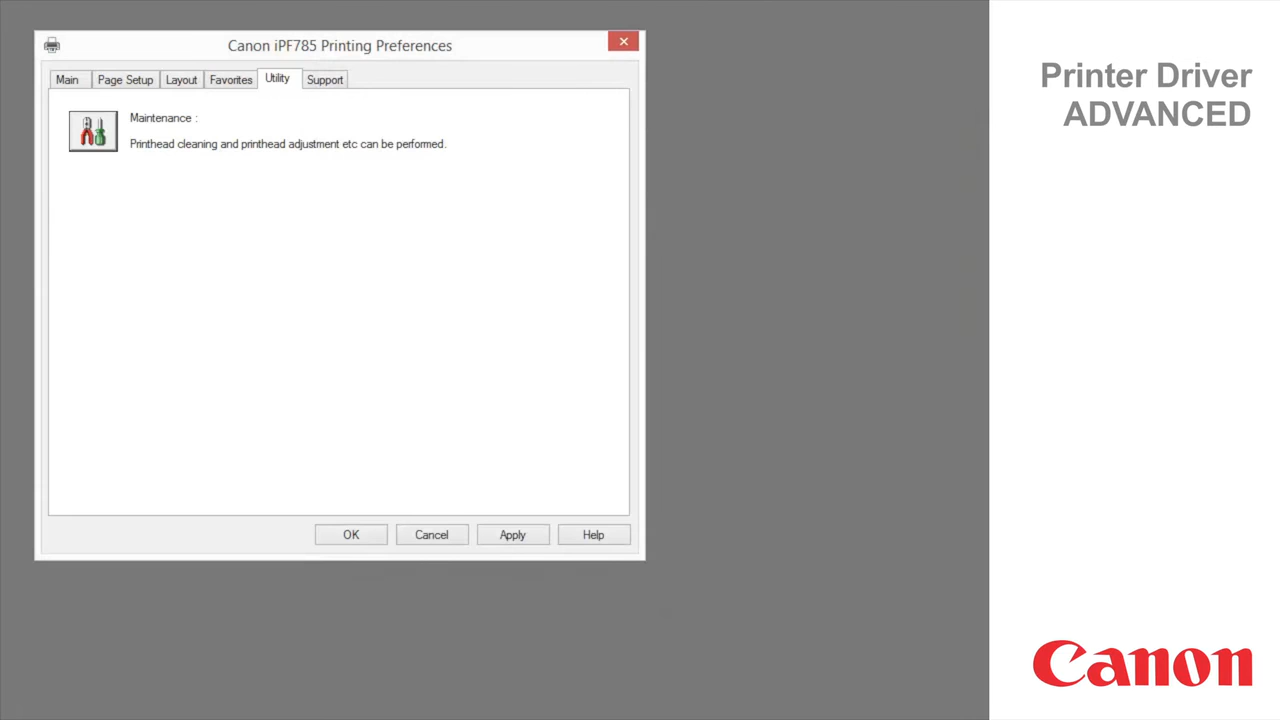 Canon iPF785 Printing Preferences
Main Page Setup Layout Favorites Utility Support
Maintenance :
Printhead cleaning and printhead adjustment etc can be performed.
OK Cancel Apply Help
Printer Driver
ADVANCED
Canon